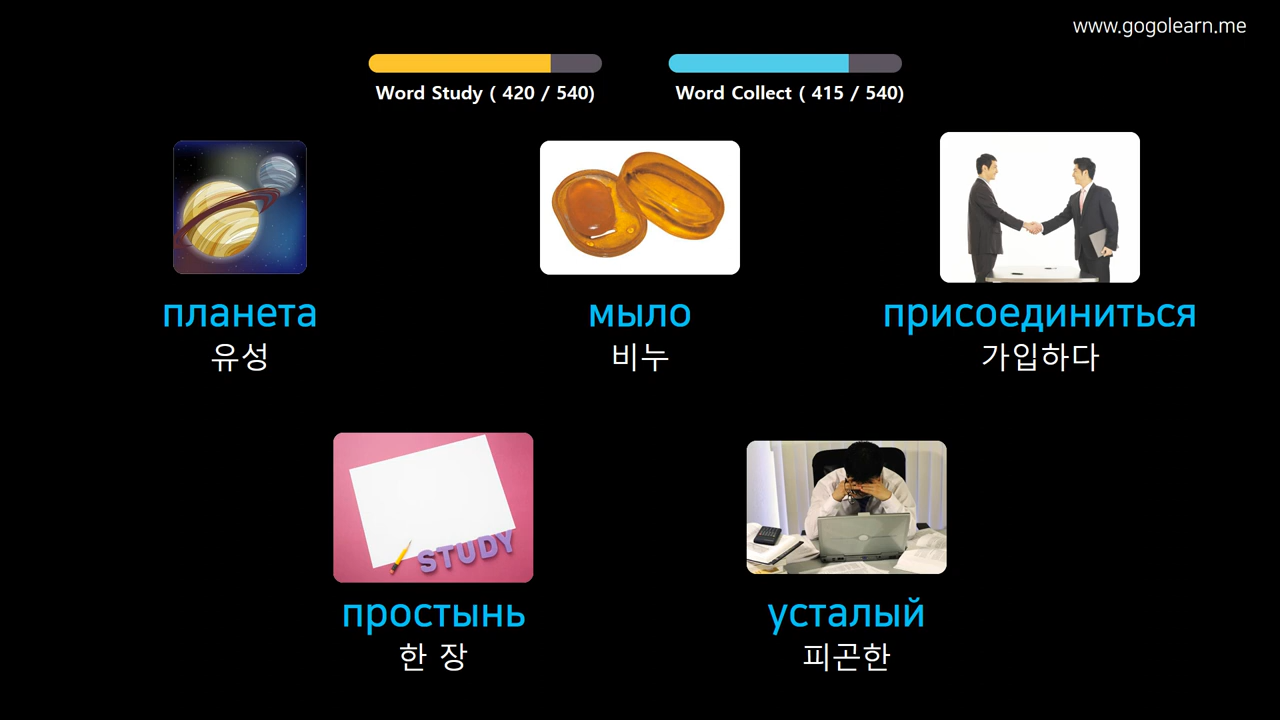 www.gogolearn.me
Word Study ( 420 / 540)
Word Collect ( 415 / 540)
планета
유성
мыло
비누
присоединиться
가입하다
STUDY
простынь
한 장
усталый
피곤한